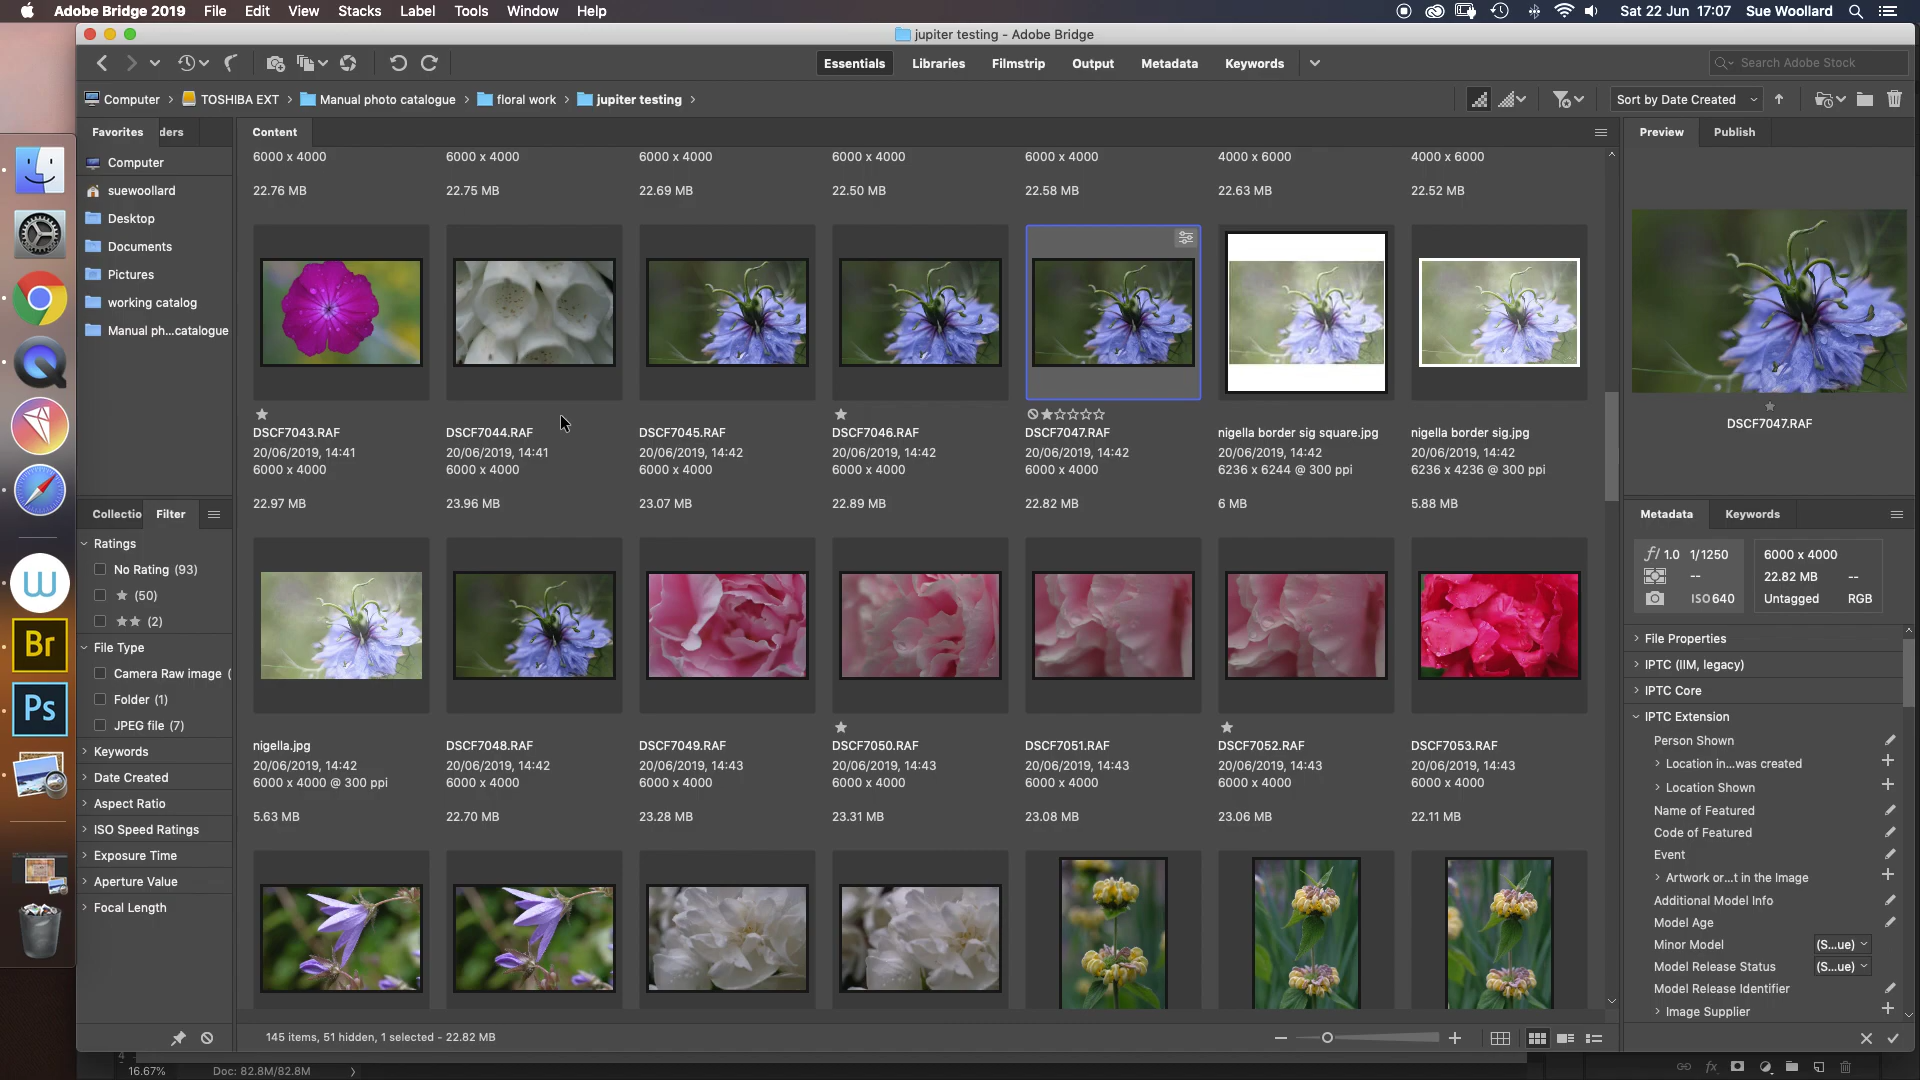 Adobe Bridge 2019 File Edit View Stacks Label Tools Window Help Sat 22 Jun 17:07 Sue Woollard
jupiter testing - Adobe Bridge
Essentials Libraries Filmstrip Output Metadata Keywords Search Adobe Stock
Computer TOSHIBA EXT Manual photo catalogue floral work jupiter testing Sort by Date Created
Favorites ders Content Preview Publish
Computer
suewoollard
Desktop
Documents
Pictures
working catalog
Manual ph...catalogue
6000 x 4000 6000 x 4000 6000 x 4000 6000 x 4000 6000 x 4000 4000 x 6000 4000 x 6000
22.76 MB 22.75 MB 22.69 MB 22.50 MB 22.58 MB 22.63 MB 22.52 MB
DSCF7043.RAF DSCF7044.RAF DSCF7045.RAF DSCF7046.RAF DSCF7047.RAF nigella border sig square.jpg nigella border sig.jpg
20/06/2019, 14:41 20/06/2019, 14:41 20/06/2019, 14:42 20/06/2019, 14:42 20/06/2019, 14:42 20/06/2019, 14:42 20/06/2019, 14:42
6000 x 4000 6000 x 4000 6000 x 4000 6000 x 4000 6000 x 4000 6236 x 6244 @ 300 ppi 6236 x 4236 @ 300 ppi
22.97 MB 23.96 MB 23.07 MB 22.89 MB 22.82 MB 6 MB 5.88 MB
DSCF7047.RAF
Collectio Filter
Ratings
No Rating (93)
(50)
(2)
File Type
Camera Raw image (
Folder (1)
JPEG file (7)
Keywords
Date Created
Aspect Ratio
ISO Speed Ratings
Exposure Time
Aperture Value
Focal Length
nigella.jpg DSCF7048.RAF DSCF7049.RAF DSCF7050.RAF DSCF7051.RAF DSCF7052.RAF DSCF7053.RAF
20/06/2019, 14:42 20/06/2019, 14:42 20/06/2019, 14:43 20/06/2019, 14:43 20/06/2019, 14:43 20/06/2019, 14:43 20/06/2019, 14:43
6000 x 4000 @ 300 ppi 6000 x 4000 6000 x 4000 6000 x 4000 6000 x 4000 6000 x 4000 6000 x 4000
5.63 MB 22.70 MB 23.28 MB 23.31 MB 23.08 MB 23.06 MB 22.11 MB
Metadata Keywords
f/ 1.0 1/1250 6000 x 4000
-- 22.82 MB --
ISO640 Untagged RGB
File Properties
IPTC (IIM, legacy)
IPTC Core
IPTC Extension
Person Shown
Location in...was created
Location Shown
Name of Featured
Code of Featured
Event
Artwork or...t in the Image
Additional Model Info
Model Age
Minor Model (S...ue)
Model Release Status (S...ue)
Model Release Identifier
Image Supplier
W
Br
Ps
145 items, 51 hidden, 1 selected - 22.82 MB
4
16.67% Doc: 82.8M/82.8M
fx